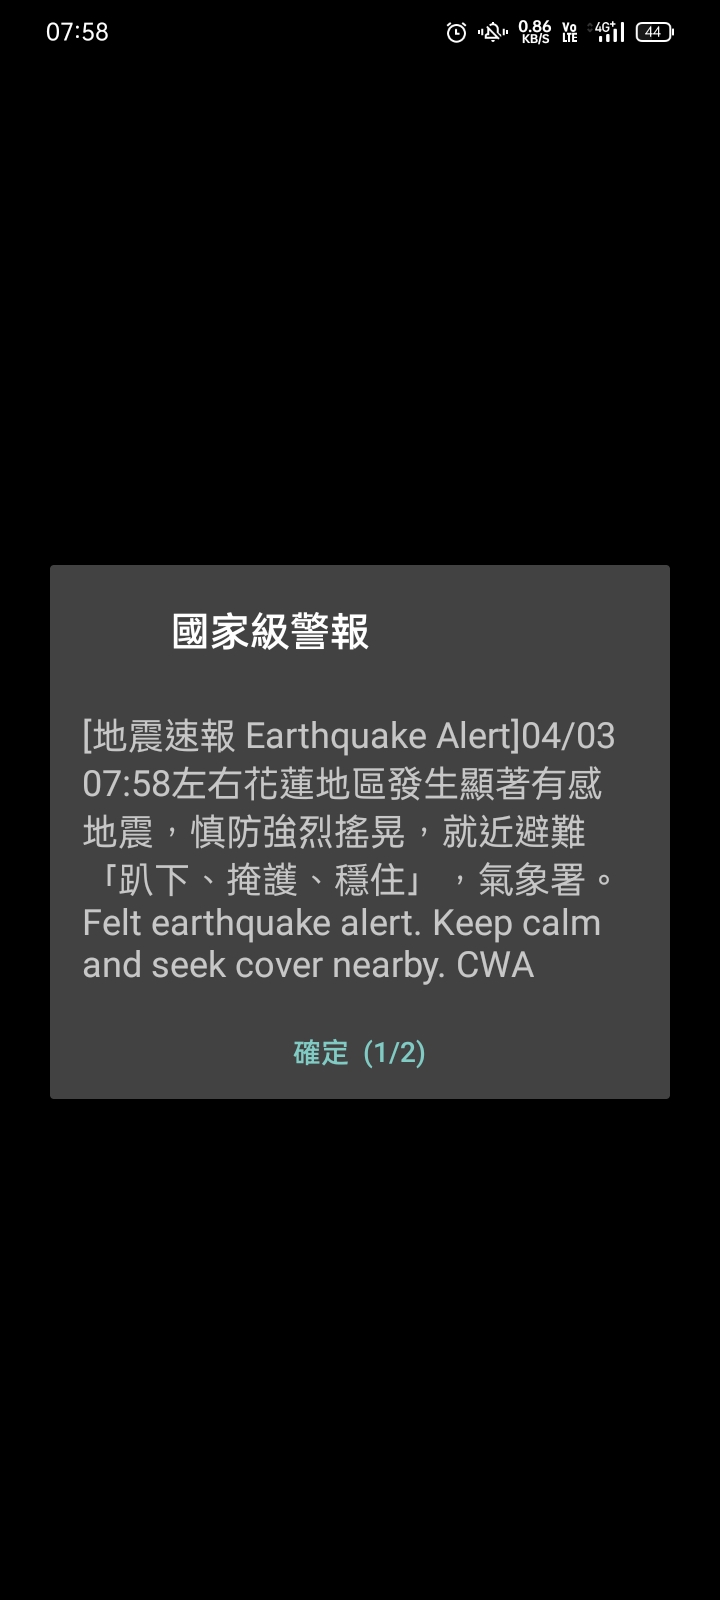 07:58
0.86
KB/S
Vo
LTE
4G+
44
國家級警報
[地震速報 Earthquake Alert]04/03
07:58左右花蓮地區發生顯著有感
地震，慎防強烈搖晃，就近避難
「趴下、掩護、穩住」，氣象署。
Felt earthquake alert. Keep calm
and seek cover nearby. CWA
確定 (1/2)